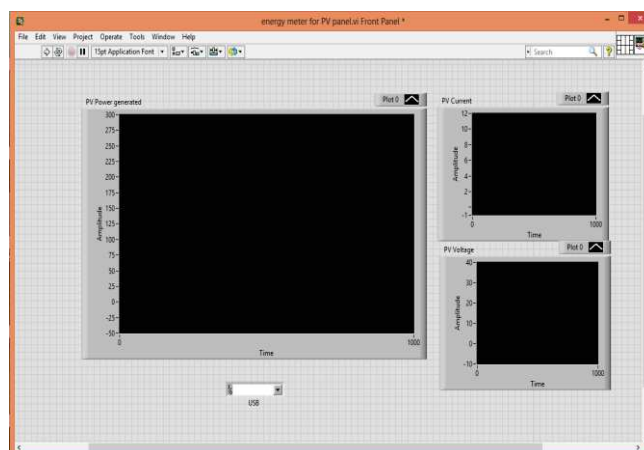 energy meter for PV panel.vi Front Panel *
File Edit View Project Operate Tools Window Help
15pt Application Font
Search
?
PV Power generated
Plot 0
300
275
250
225
200
175
150
125
100
75
50
25
0
-25
-50
Amplitude
0 1000
Time
PV Current
Plot 0
12
10
8
6
4
2
-1
Amplitude
0 1000
Time
PV Voltage
Plot 0
40
30
20
10
0
-10
Amplitude
0 1000
Time
USB